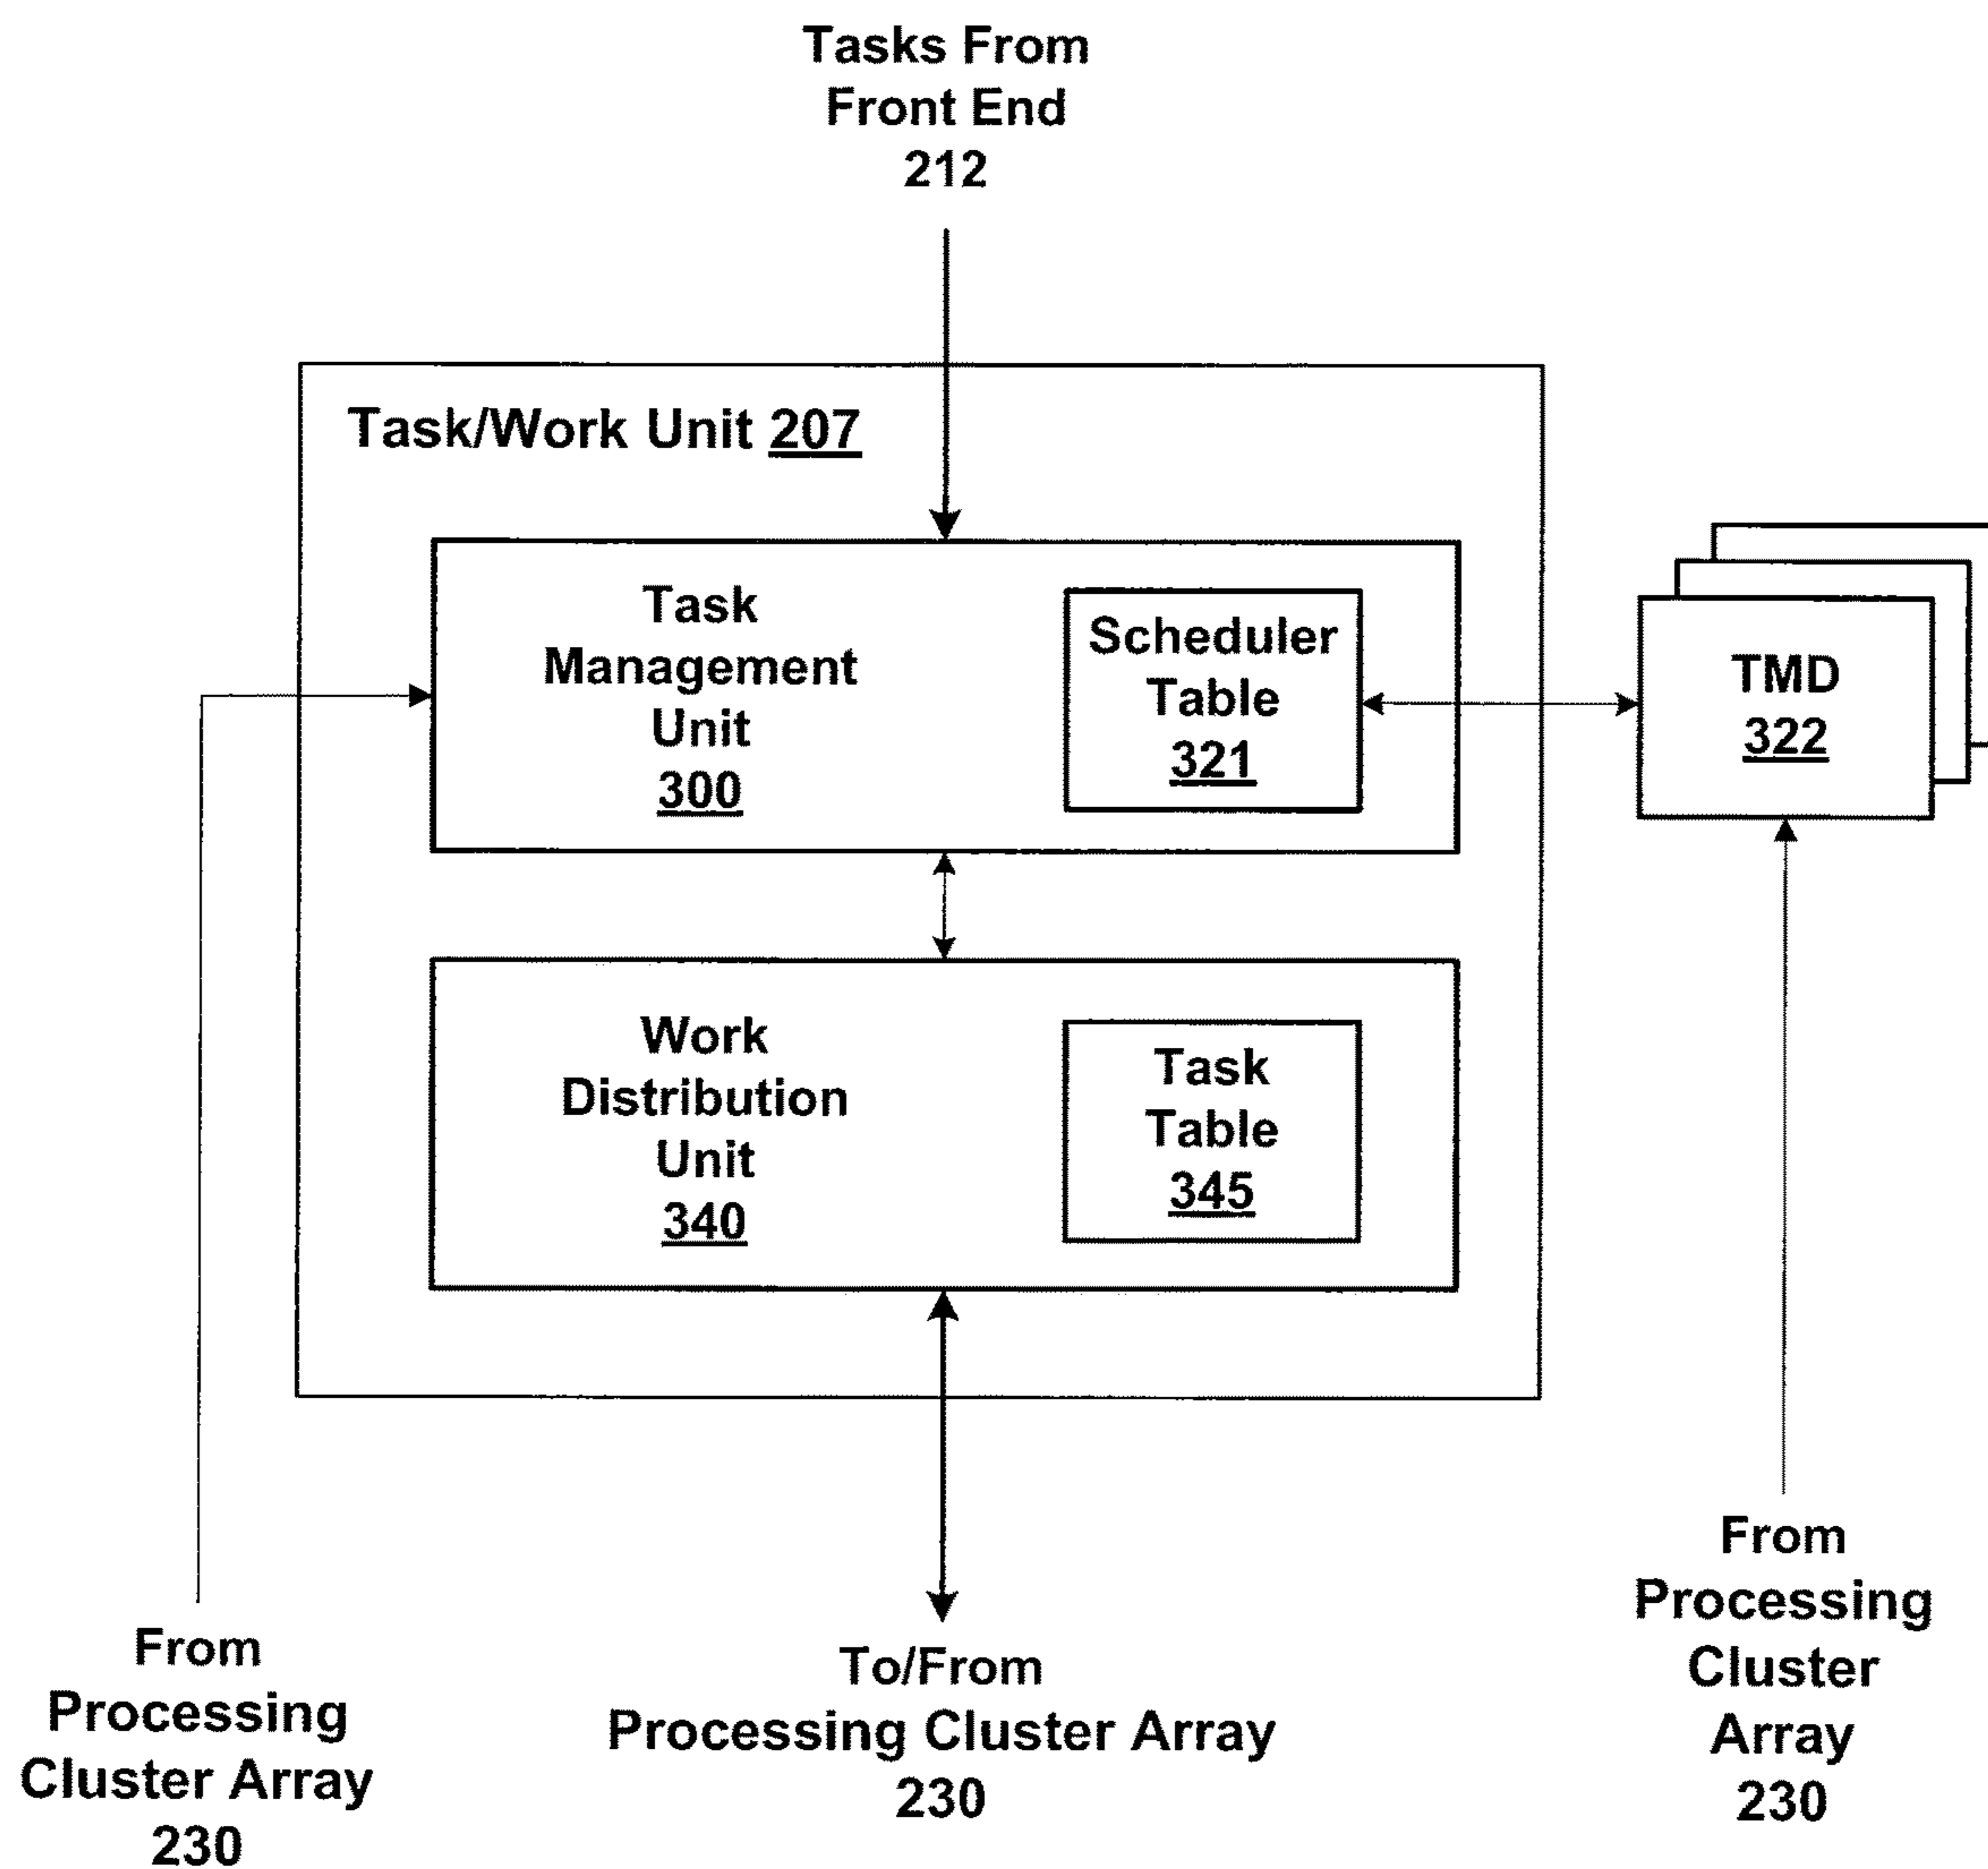 Tasks From
Front End
212
Task/Work Unit 207
Task
Management
Unit
300
Scheduler
Table
321
TMD
322
Work
Distribution
Unit
340
Task
Table
345
From
Processing
Cluster Array
230
To/From
Processing Cluster Array
230
From
Processing
Cluster
Array
230